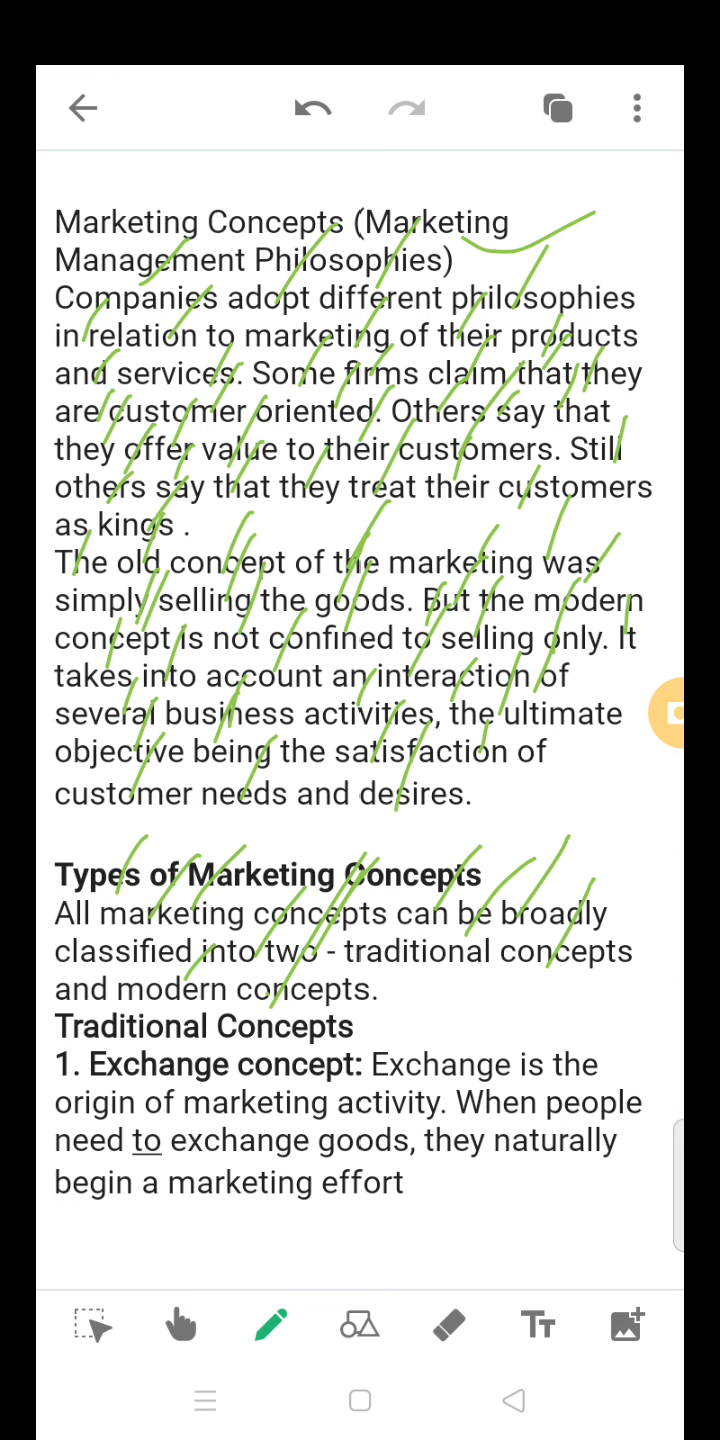 Marketing Concepts (Marketing
Management Philosophies)
Companies adopt different philosophies
in relation to marketing of their products
and services. Some firms claim that they
are customer oriented. Others say that
they offer value to their customers. Still
others say that they treat their customers
as kings .
The old concept of the marketing was
simply selling the goods. But the modern
concept is not confined to selling only. It
takes into account an interaction of
several business activities, the ultimate
objective being the satisfaction of
customer needs and desires.
Types of Marketing Concepts
All marketing concepts can be broadly
classified into two - traditional concepts
and modern concepts.
Traditional Concepts
1. Exchange concept: Exchange is the
origin of marketing activity. When people
need to exchange goods, they naturally
begin a marketing effort
Tт